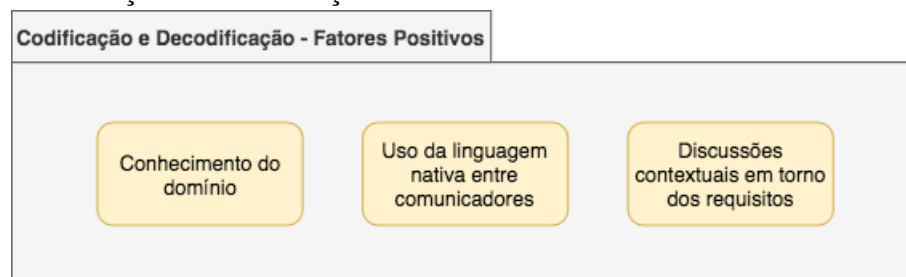 Codificação e Decodificação - Fatores Positivos
Conhecimento do
domínio
Uso da linguagem
nativa entre
comunicadores
Discussões
contextuais em torno
dos requisitos